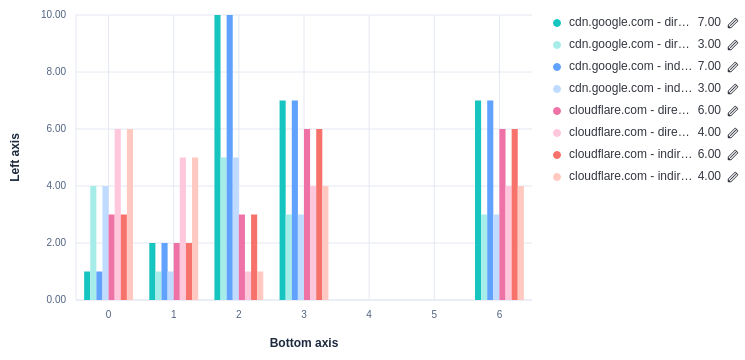 10.00
8.00
6.00
4.00
2.00
0.00
Left axis
0 1 2 3 4 5 6
Bottom axis
cdn.google.com - dir… 7.00
cdn.google.com - dir… 3.00
cdn.google.com - ind… 7.00
cdn.google.com - ind… 3.00
cloudflare.com - dire… 6.00
cloudflare.com - dire… 4.00
cloudflare.com - indir… 6.00
cloudflare.com - indir… 4.00